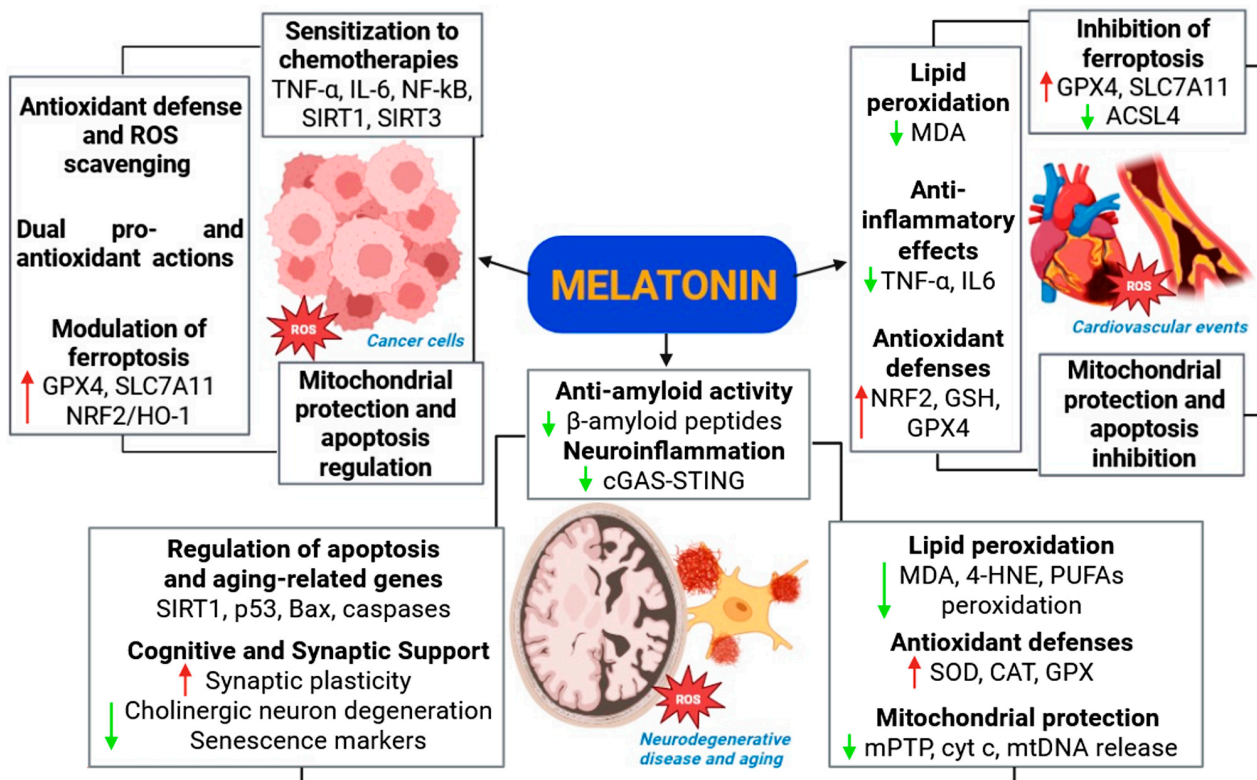 Sensitization to
chemotherapies
TNF-α, IL-6, NF-kB,
SIRT1, SIRT3
Antioxidant defense
and ROS
scavenging
Dual pro- and
antioxidant actions
Modulation of
ferroptosis
GPX4, SLC7A11
NRF2/HO-1
ROS
Cancer cells
Mitochondrial
protection and
apoptosis
regulation
MELATONIN
Lipid
peroxidation
MDA
Anti-
inflammatory
effects
TNF-α, IL6
Antioxidant
defenses
NRF2, GSH,
GPX4
Inhibition of
ferroptosis
GPX4, SLC7A11
ACSL4
ROS
Cardiovascular events
Mitochondrial
protection and
apoptosis
inhibition
Anti-amyloid activity
β-amyloid peptides
Neuroinflammation
cGAS-STING
Regulation of apoptosis
and aging-related genes
SIRT1, p53, Bax, caspases
Cognitive and Synaptic Support
Synaptic plasticity
Cholinergic neuron degeneration
Senescence markers
ROS
Neurodegenerative
disease and aging
Lipid peroxidation
MDA, 4-HNE, PUFAs
peroxidation
Antioxidant defenses
SOD, CAT, GPX
Mitochondrial protection
mPTP, cyt c, mtDNA release